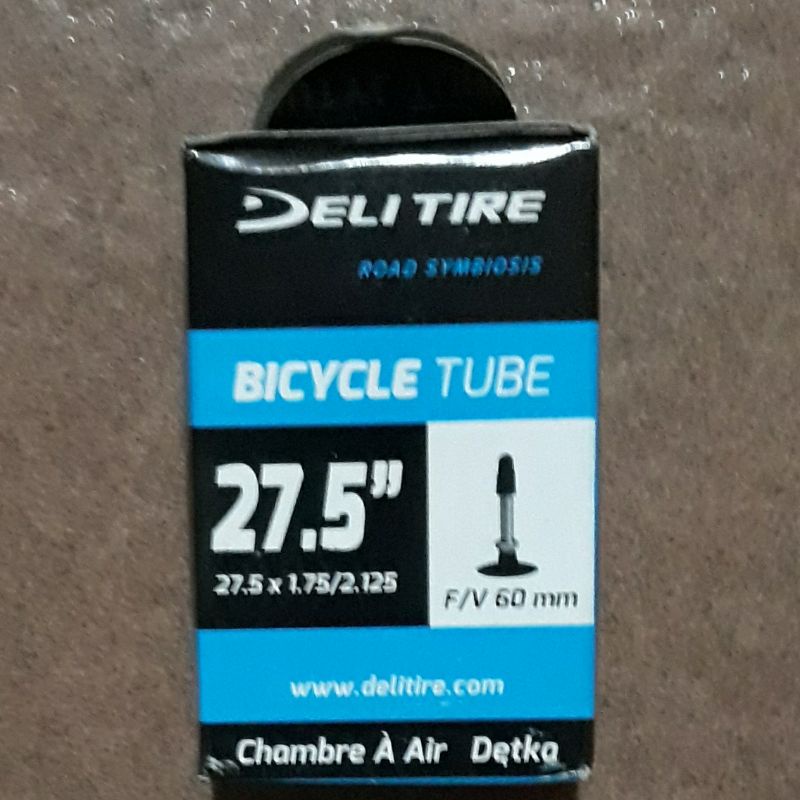 DELI TIRE
ROAD SYMBIOSIS
BICYCLE TUBE
27.5”
27.5 x 1.75/2.125
F/V 60 mm
www.delitire.com
Chambre À Air Dętka